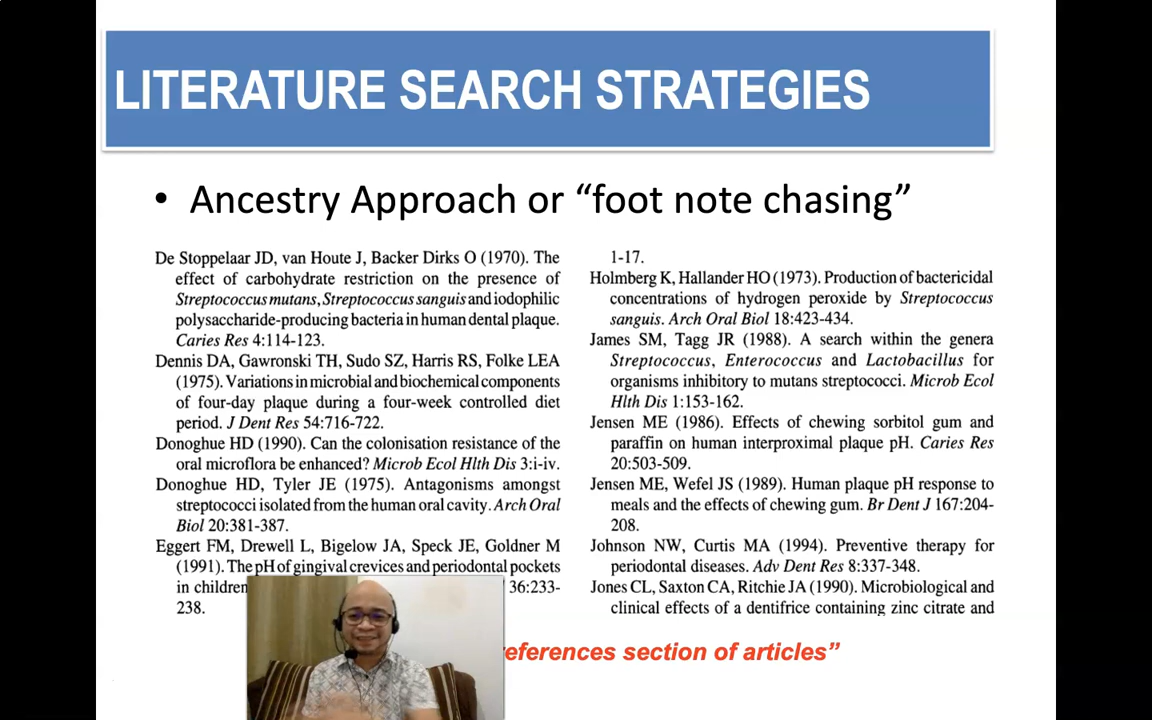 LITERATURE SEARCH STRATEGIES
• Ancestry Approach or “foot note chasing”
De Stoppelaar JD, van Houte J, Backer Dirks O (1970). The
effect of carbohydrate restriction on the presence of
Streptococcus mutans, Streptococcus sanguis and iodophilic
polysaccharide-producing bacteria in human dental plaque.
Caries Res 4:114-123.
Dennis DA, Gawronski TH, Sudo SZ, Harris RS, Folke LEA
(1975). Variations in microbial and biochemical components
of four-day plaque during a four-week controlled diet
period. J Dent Res 54:716-722.
Donoghue HD (1990). Can the colonisation resistance of the
oral microflora be enhanced? Microb Ecol Hlth Dis 3:i-iv.
Donoghue HD, Tyler JE (1975). Antagonisms amongst
streptococci isolated from the human oral cavity. Arch Oral
Biol 20:381-387.
Eggert FM, Drewell L, Bigelow JA, Speck JE, Goldner M
(1991). The pH of gingival crevices and periodontal pockets
in children 36:233-
238.
1-17.
Holmberg K, Hallander HO (1973). Production of bactericidal
concentrations of hydrogen peroxide by Streptococcus
sanguis. Arch Oral Biol 18:423-434.
James SM, Tagg JR (1988). A search within the genera
Streptococcus, Enterococcus and Lactobacillus for
organisms inhibitory to mutans streptococci. Microb Ecol
Hlth Dis 1:153-162.
Jensen ME (1986). Effects of chewing sorbitol gum and
paraffin on human interproximal plaque pH. Caries Res
20:503-509.
Jensen ME, Wefel JS (1989). Human plaque pH response to
meals and the effects of chewing gum. Br Dent J 167:204-
208.
Johnson NW, Curtis MA (1994). Preventive therapy for
periodontal diseases. Adv Dent Res 8:337-348.
Jones CL, Saxton CA, Ritchie JA (1990). Microbiological and
clinical effects of a dentifrice containing zinc citrate and
eferences section of articles”